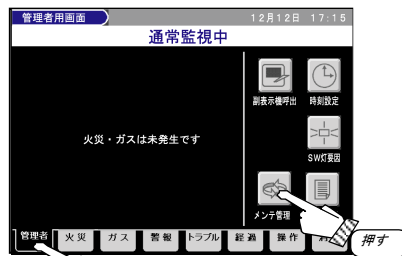 管理者用画面
12月12日 17:15
通常監視中
副表示機呼出
時刻設定
火災・ガスは未発生です
SW灯要因
メンテ管理
管理者 火災 ガス 警報 トラブル 経過 操作
押す